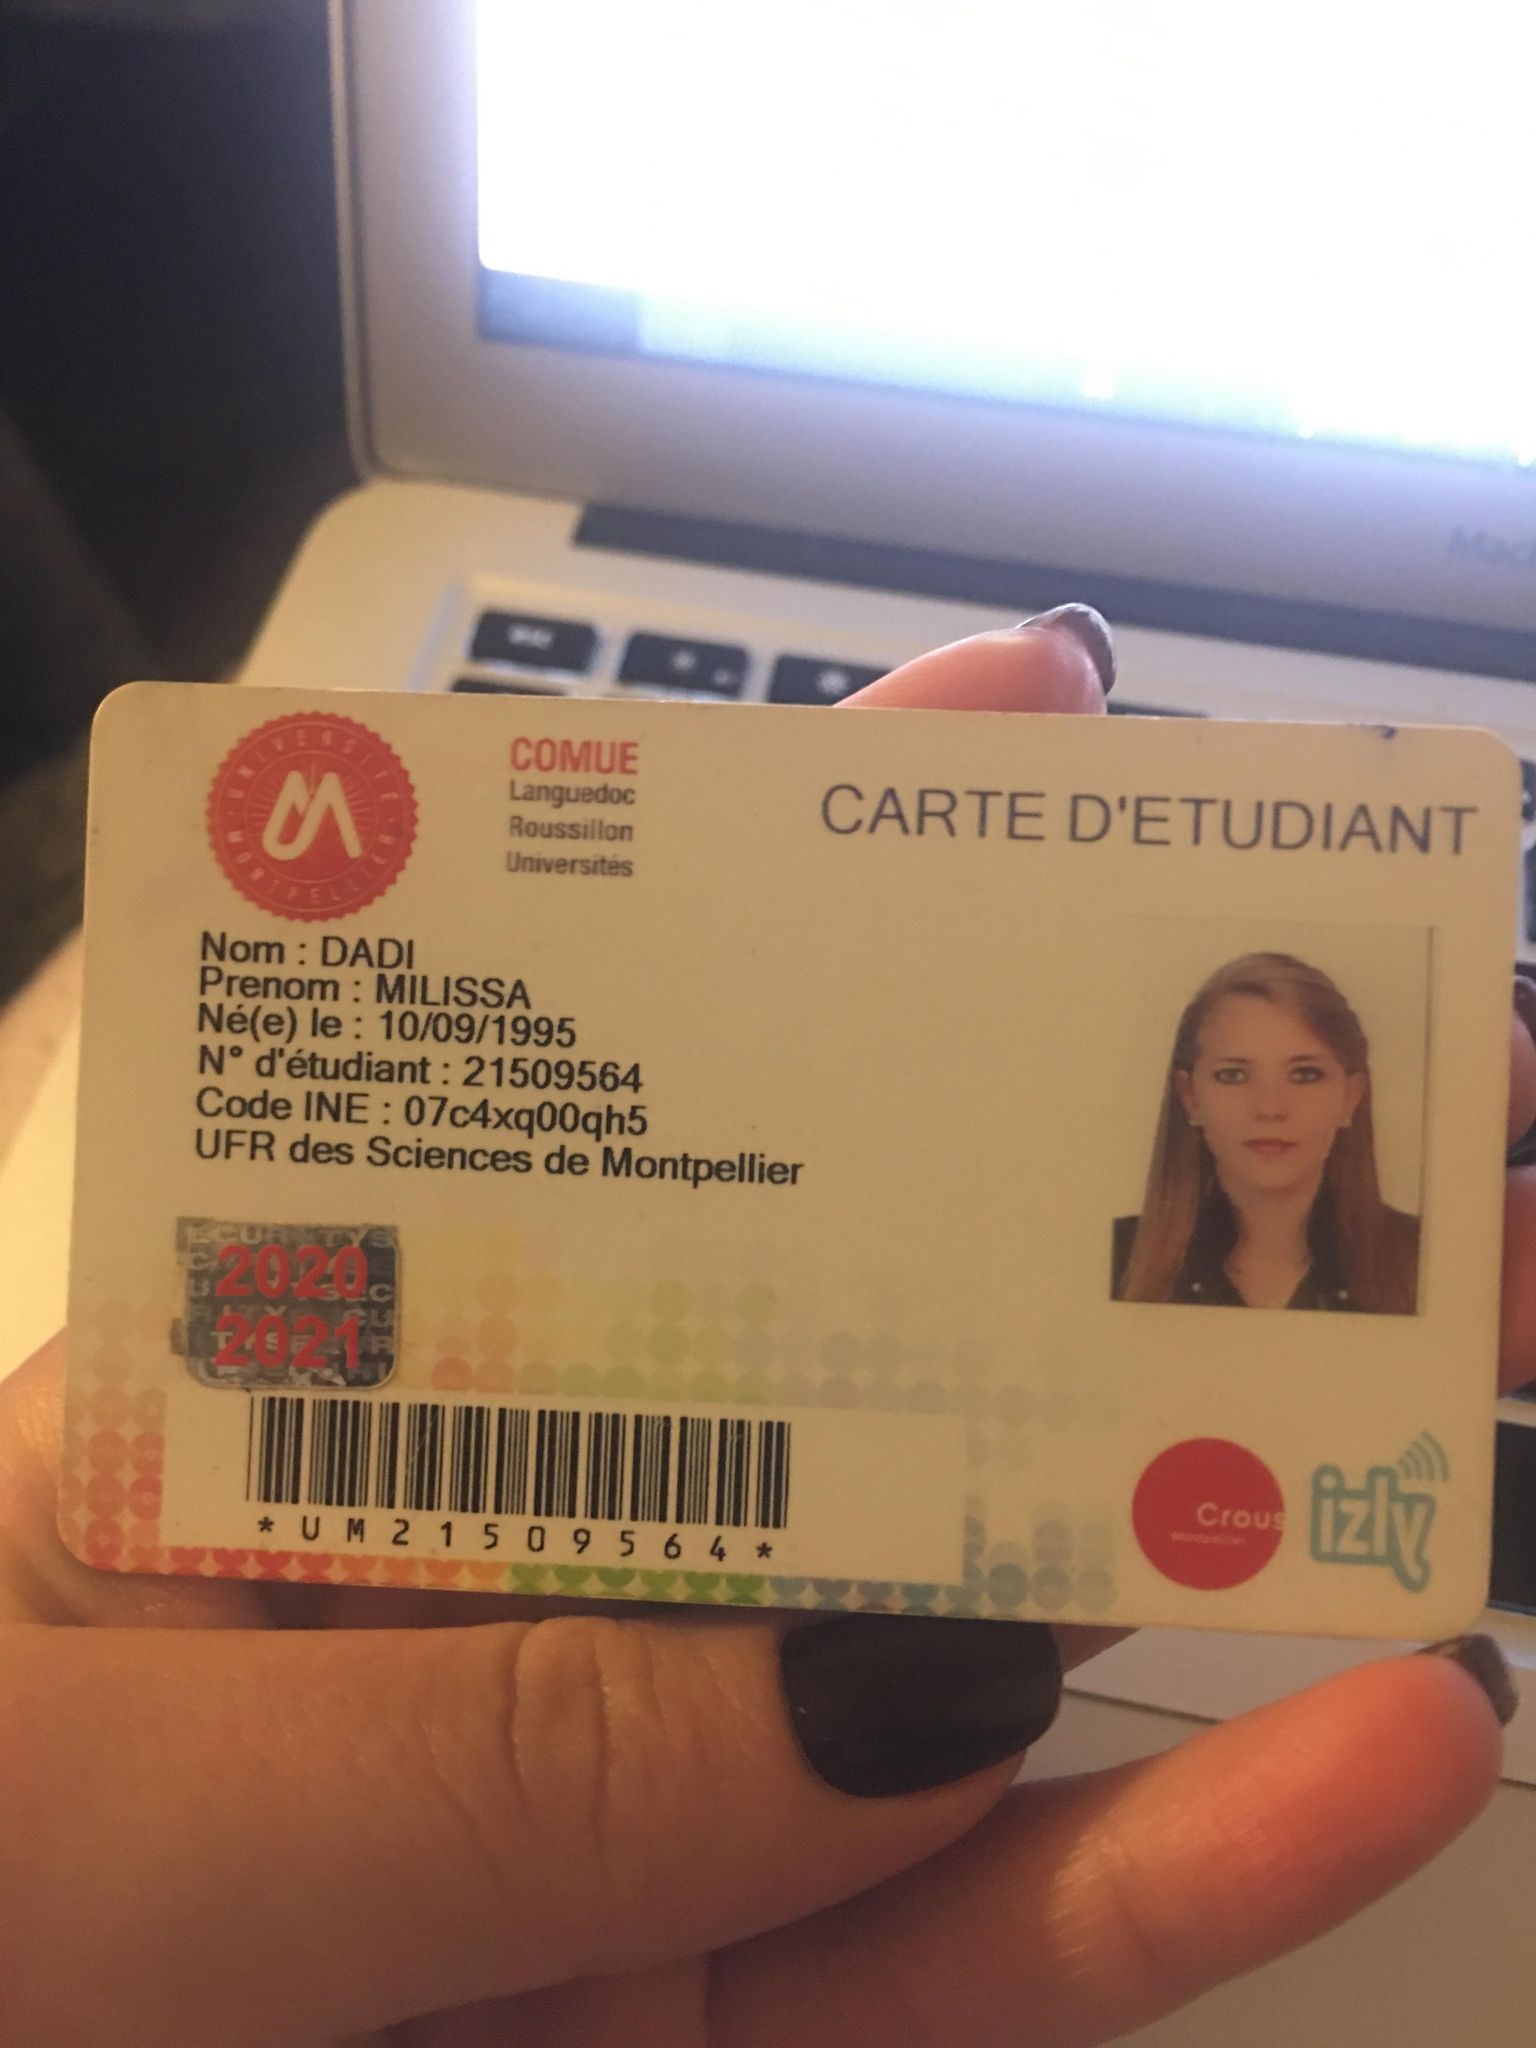 UNIVERSITÉ
MONTPELLIER
COMUE
Languedoc
Roussillon
Universités
CARTE D'ETUDIANT
Nom : DADI
Prenom : MILISSA
Né(e) le : 10/09/1995
N° d'étudiant : 21509564
Code INE : 07c4xq00qh5
UFR des Sciences de Montpellier
2020
2021
*UM21509564*
Crous
Montpellier
izly